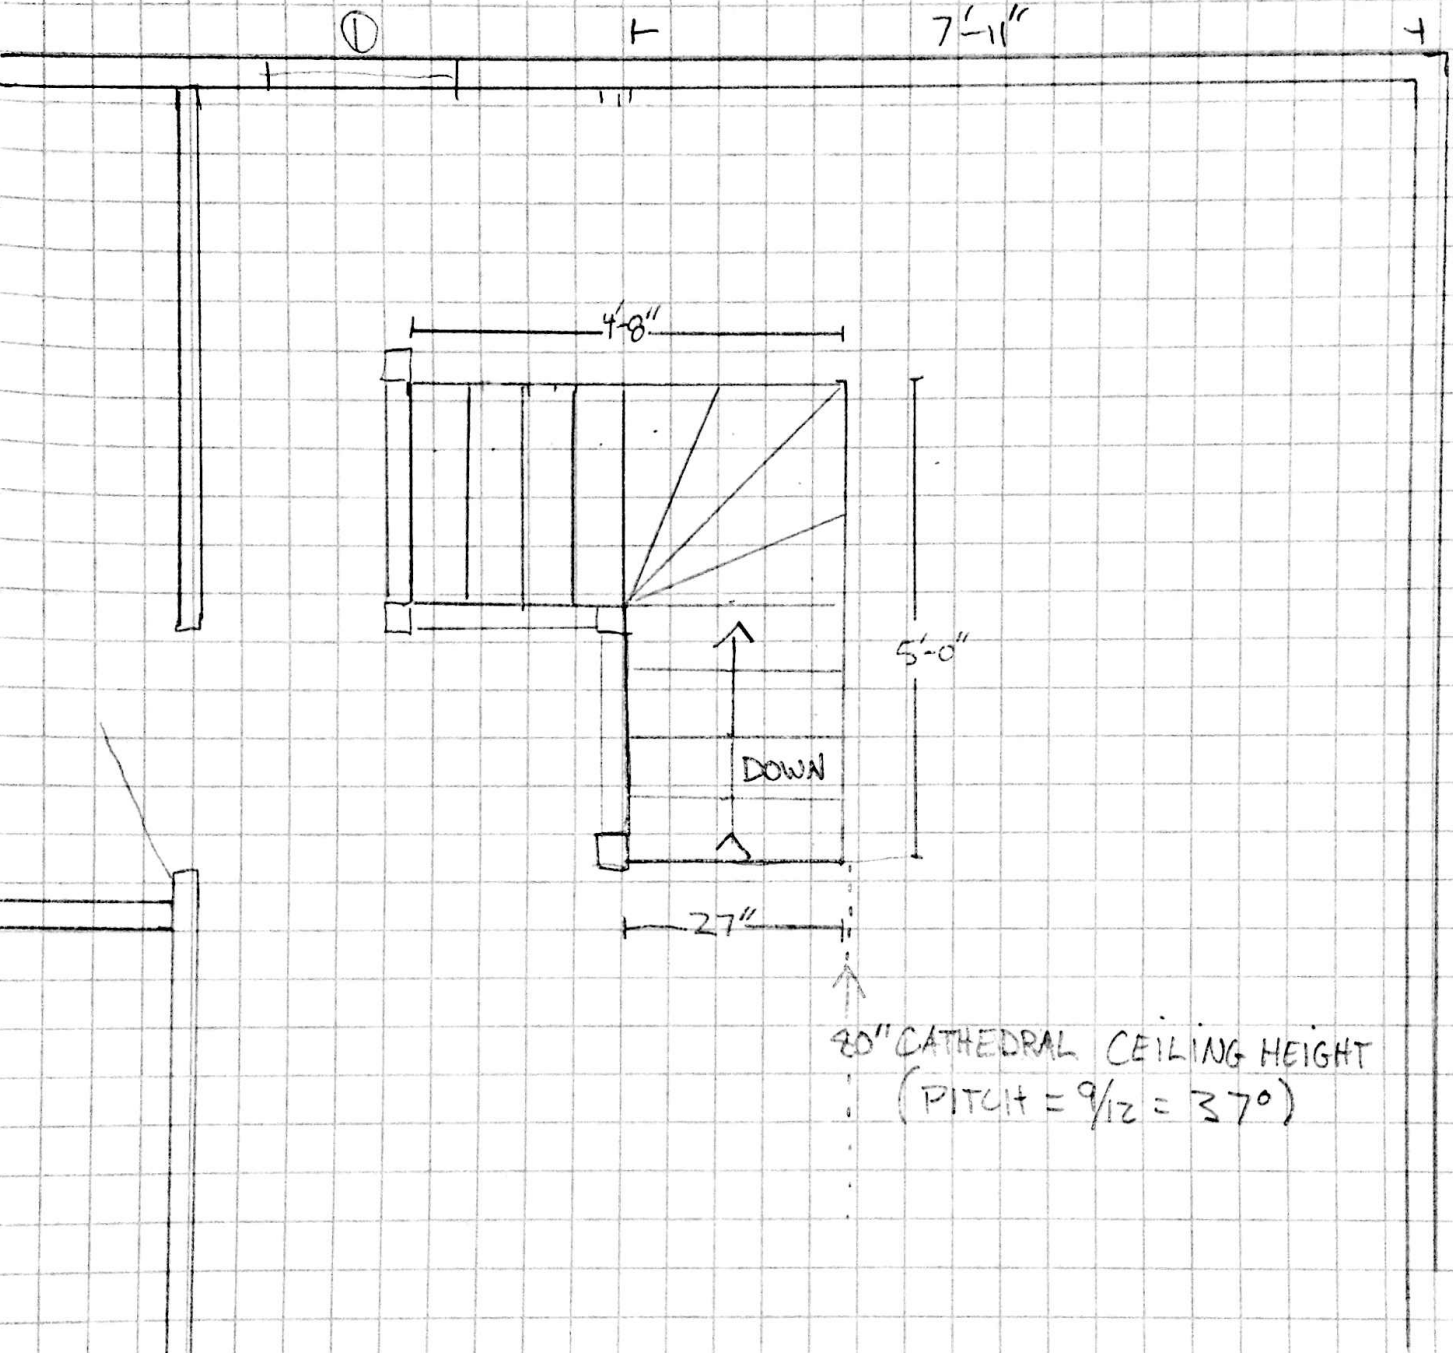 ① 7'-11"
4'-8"
5'-0"
DOWN
27"
80" CATHEDRAL CEILING HEIGHT
(PITCH = 9/12 = 37°)